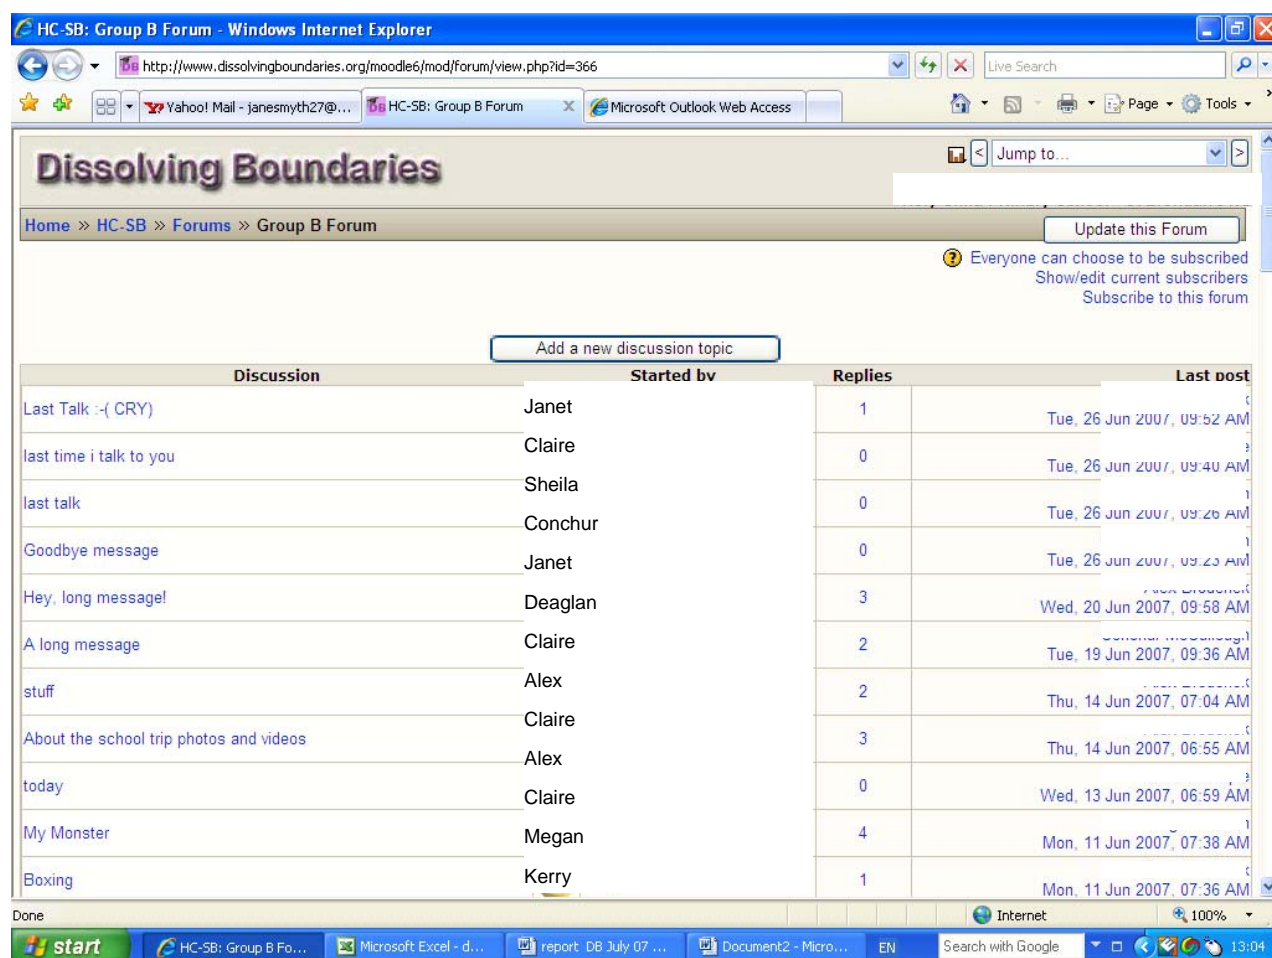 HC-SB: Group B Forum - Windows Internet Explorer
http://www.dissolvingboundaries.org/moodle6/mod/forum/view.php?id=366
Live Search
Yahoo! Mail - janesmyth27@...
HC-SB: Group B Forum
Microsoft Outlook Web Access
Page
Tools
Dissolving Boundaries
Jump to...
Home » HC-SB » Forums » Group B Forum
Update this Forum
Everyone can choose to be subscribed
Show/edit current subscribers
Subscribe to this forum
Add a new discussion topic
Discussion Started by Replies Last post
Last Talk :-( CRY) Janet 1
Tue, 26 Jun 2007, 09:52 AM
last time i talk to you Claire 0
Tue, 26 Jun 2007, 09:40 AM
last talk Sheila 0
Tue, 26 Jun 2007, 09:26 AM
Conchur
Goodbye message 0
Tue, 26 Jun 2007, 09:23 AM
Janet
Hey, long message! Deaglan 3
Wed, 20 Jun 2007, 09:58 AM
A long message Claire 2
Tue, 19 Jun 2007, 09:36 AM
stuff Alex 2
Thu, 14 Jun 2007, 07:04 AM
Claire
About the school trip photos and videos 3
Thu, 14 Jun 2007, 06:55 AM
Alex
today 0
Wed, 13 Jun 2007, 06:59 AM
Claire
My Monster Megan 4
Mon, 11 Jun 2007, 07:38 AM
Boxing Kerry 1
Mon, 11 Jun 2007, 07:36 AM
Done Internet 100%
start HC-SB: Group B Fo... Microsoft Excel - d... report DB July 07 ... Document2 - Micro... EN Search with Google 13:04